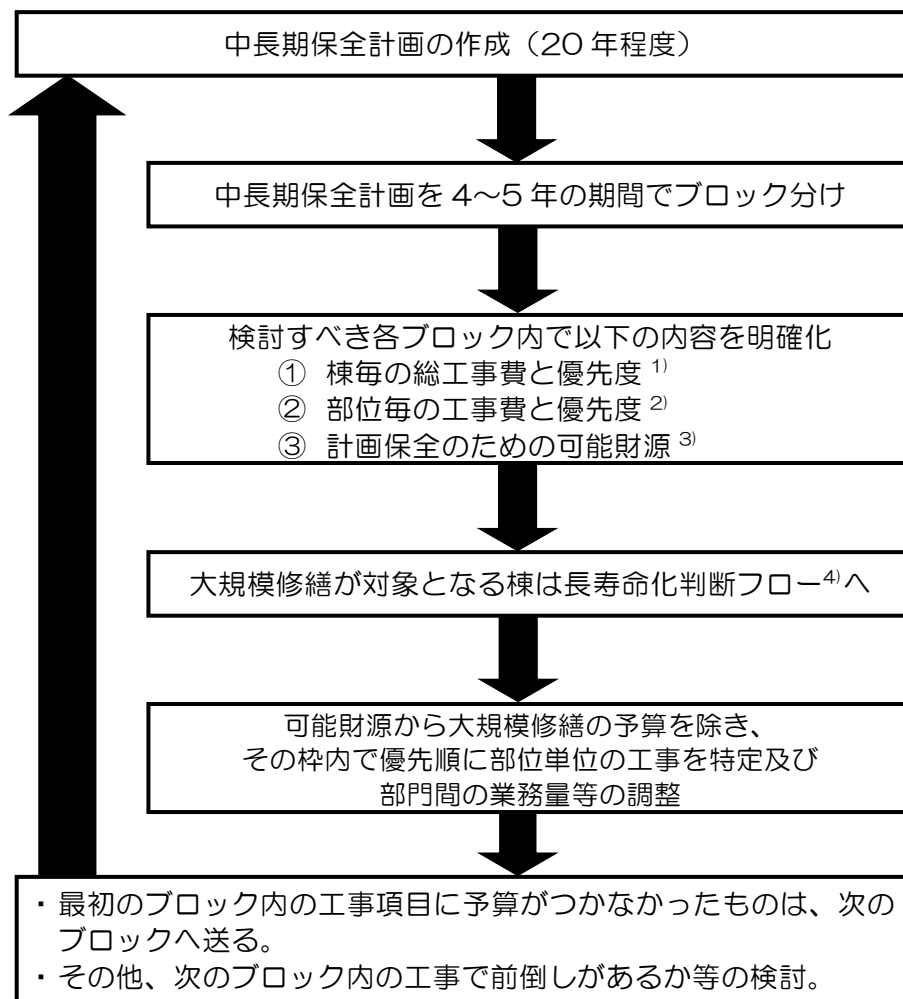 中長期保全計画の作成（20 年程度）
中長期保全計画を 4～5 年の期間でブロック分け
検討すべき各ブロック内で以下の内容を明確化
① 棟毎の総工事費と優先度 1)
② 部位毎の工事費と優先度 2)
③ 計画保全のための可能財源 3)
大規模修繕が対象となる棟は長寿命化判断フロー4)へ
可能財源から大規模修繕の予算を除き、
その枠内で優先順に部位単位の工事を特定及び
部門間の業務量等の調整
・最初のブロック内の工事項目に予算がつかなかったものは、次の
ブロックへ送る。
・その他、次のブロック内の工事で前倒しがあるか等の検討。